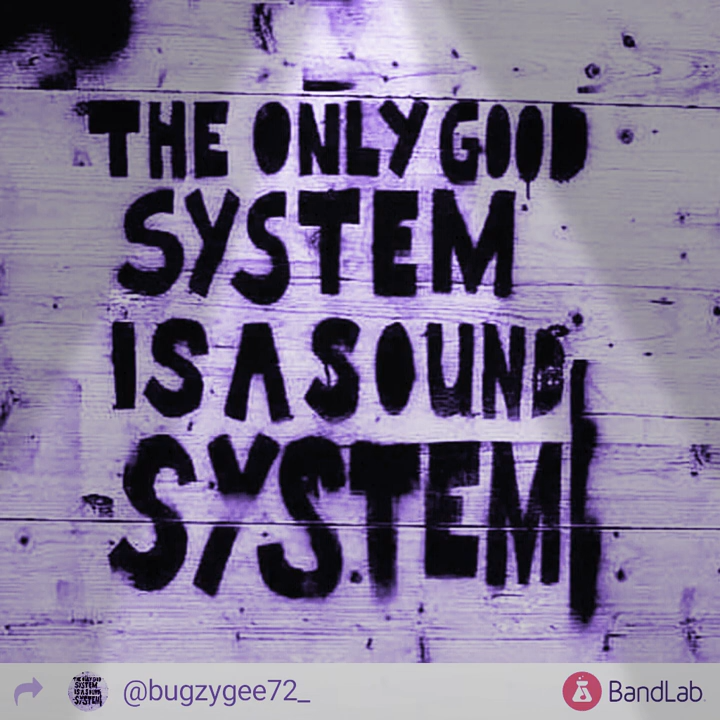 THE ONLY GOOD
SYSTEM
IS A SOUND
SYSTEM
@bugzygee72_
BandLab